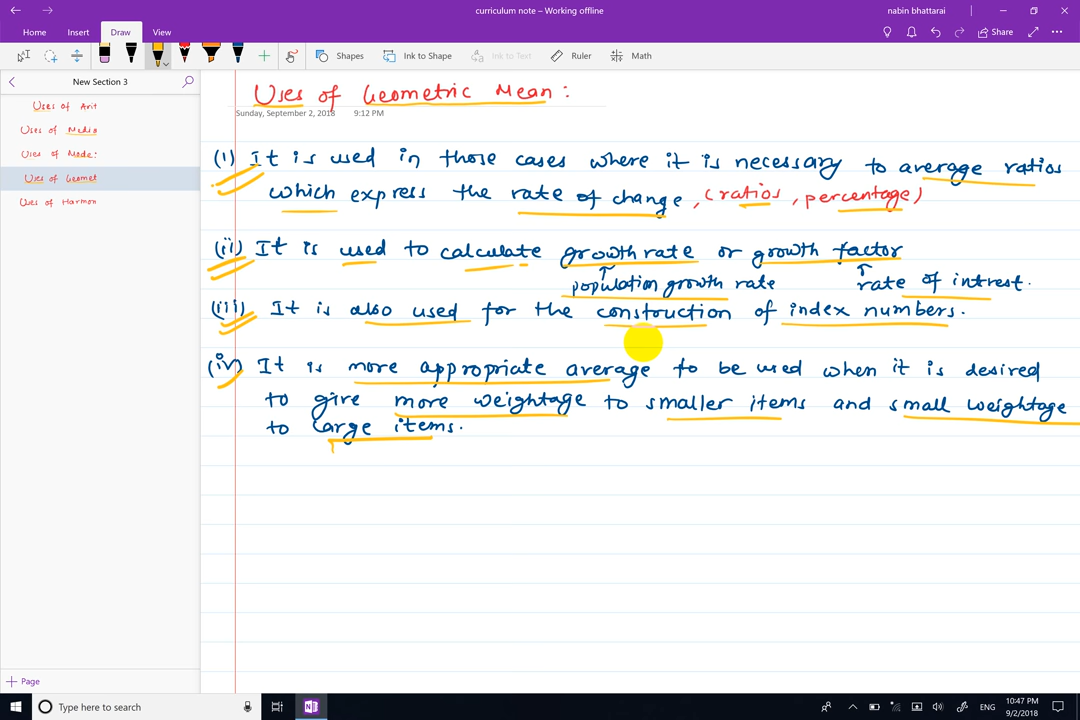 curriculum note – Working offline
nabin bhattarai
Home
Insert
Draw
View
Share
Shapes
Ink to Shape
Ink to Text
Ruler
Math
New Section 3
Uses of Arit
Uses of Media
Uses of Mode:
Uses of Geomet
Uses of Harmon
Page
Uses of Geometric Mean :
Sunday, September 2, 2018 9:12 PM
(i) It is used in those cases where it is necessary to average ratios
which express the rate of change, (ratios, percentage)
(ii) It is used to calculate growth rate or growth factor
population growth rate rate of intrest.
(iii) It is also used for the construction of index numbers.
(iv) It is more appropriate average to be used when it is desired
to give more weightage to smaller items and small weightage
to large items.
Type here to search
ENG
10:47 PM
9/2/2018